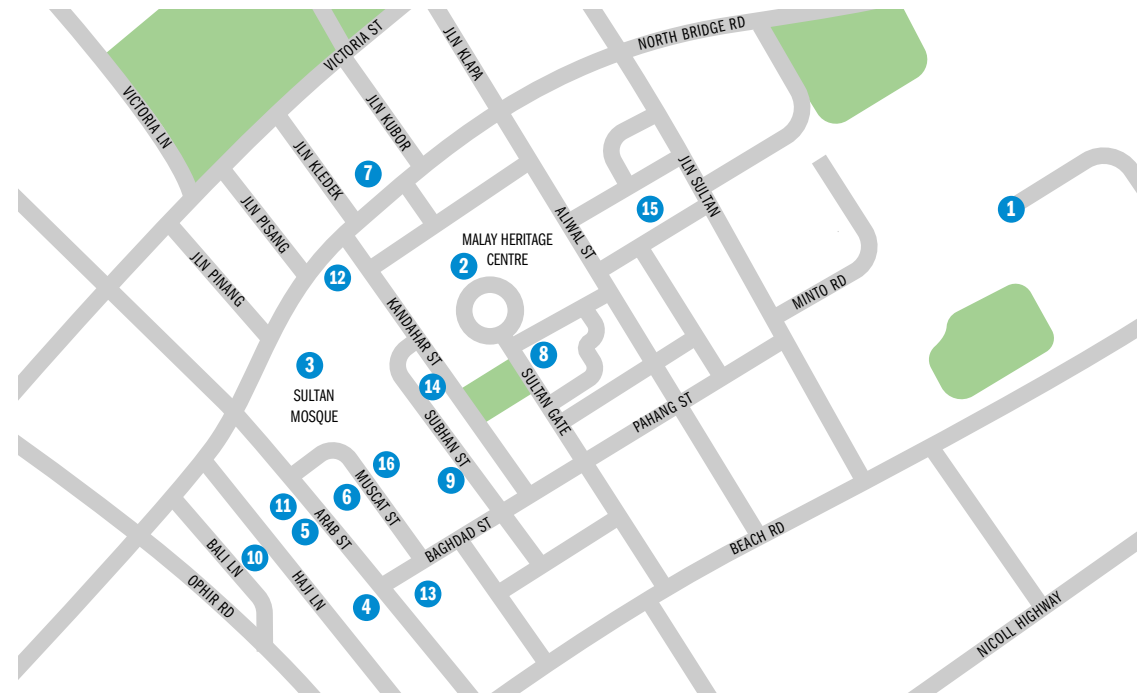 NORTH BRIDGE RD
VICTORIA ST
JLN KLAPA
VICTORIA LN
JLN KUBOR
JLN KLEDEK
7
JLN SULTAN
JLN PISANG
15
1
ALIWAL ST
MALAY HERITAGE
CENTRE
2
JLN PINANG
12
MINTO RD
KANDAHAR ST
8
3
SULTAN
MOSQUE
14
SULTAN GATE
PAHANG ST
SUBHAN ST
16
9
6
MUSCAT ST
11
ARAB ST
5
BAGHDAD ST
BEACH RD
10
BALI LN
HAJI LN
OPHIR RD
13
4
NICOLL HIGHWAY